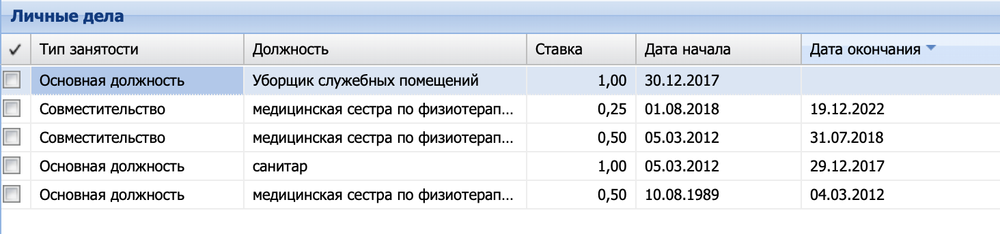 Личные дела
Тип занятости Должность Ставка Дата начала Дата окончания
Основная должность Уборщик служебных помещений 1,00 30.12.2017
Совместительство медицинская сестра по физиотерап... 0,25 01.08.2018 19.12.2022
Совместительство медицинская сестра по физиотерап... 0,50 05.03.2012 31.07.2018
Основная должность санитар 1,00 05.03.2012 29.12.2017
Основная должность медицинская сестра по физиотерап... 0,50 10.08.1989 04.03.2012